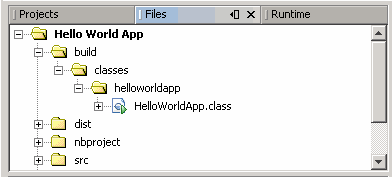 Projects Files Runtime
Hello World App
build
classes
helloworldapp
HelloWorldApp.class
dist
nbproject
src